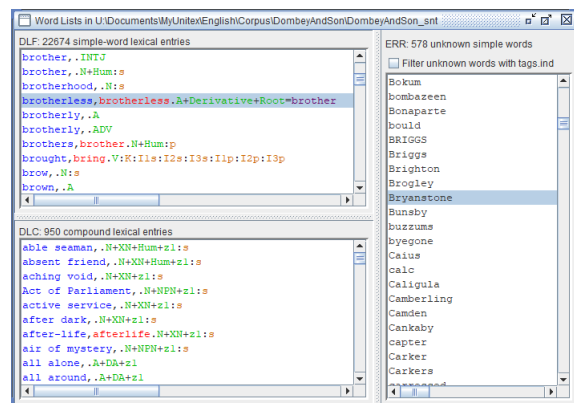 Word Lists in U:\Documents\MyUnitex\English\Corpus\DombeyAndSon\DombeyAndSon_snt
DLF: 22674 simple-word lexical entries
brother,.INTJ
brother,.N+Hum:s
brotherhood,.N:s
brotherless,brotherless.A+Derivative+Root=brother
brotherly,.A
brotherly,.ADV
brothers,brother.N+Hum:p
brought,bring.V:K:I1s:I2s:I3s:I1p:I2p:I3p
brow,.N:s
brown,.A
DLC: 950 compound lexical entries
able seaman,.N+XN+Hum+z1:s
absent friend,.N+XN+Hum+z1:s
aching void,.N+XN+z1:s
Act of Parliament,.N+NPN+z1:s
active service,.N+XN+z1:s
after dark,.N+XN+z1:s
after-life,afterlife.N+XN+z1:s
air of mystery,.N+NPN+z1:s
all alone,.A+DA+z1
all around,.A+DA+z1
ERR: 578 unknown simple words
Filter unknown words with tags.ind
Bokum
bombazeen
Bonaparte
bould
BRIGGS
Briggs
Brighton
Brogley
Bryanstone
Bunsby
buzzums
byegone
Caius
calc
Caligula
Camberling
Camden
Cankaby
capter
Carker
Carkers